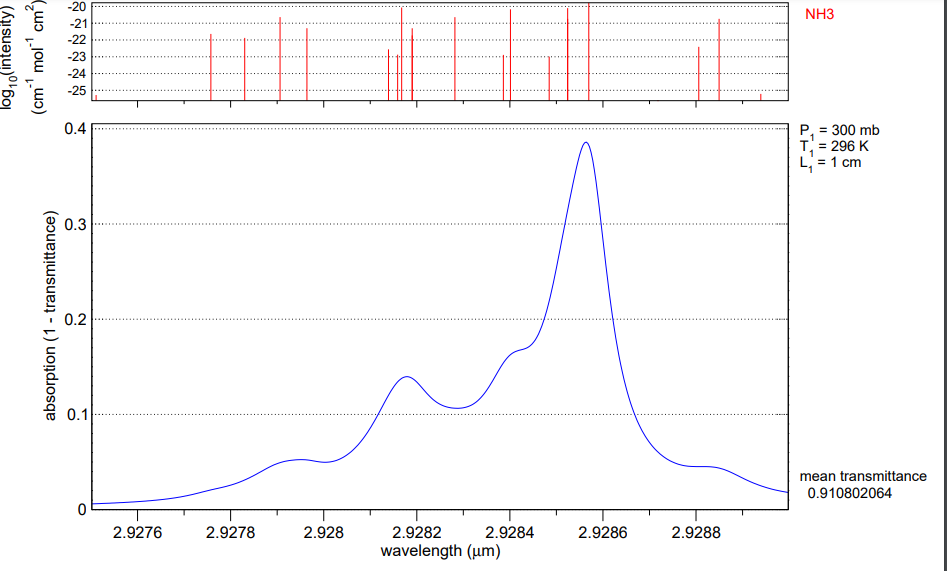 log10(intensity)
(cm-1 mol-1 cm2)
-20
-21
-22
-23
-24
-25
NH3
0.4
0.3
0.2
0.1
0
absorption (1 - transmittance)
P1 = 300 mb
T1 = 296 K
L1 = 1 cm
mean transmittance
0.910802064
2.9276 2.9278 2.928 2.9282 2.9284 2.9286 2.9288
wavelength (μm)